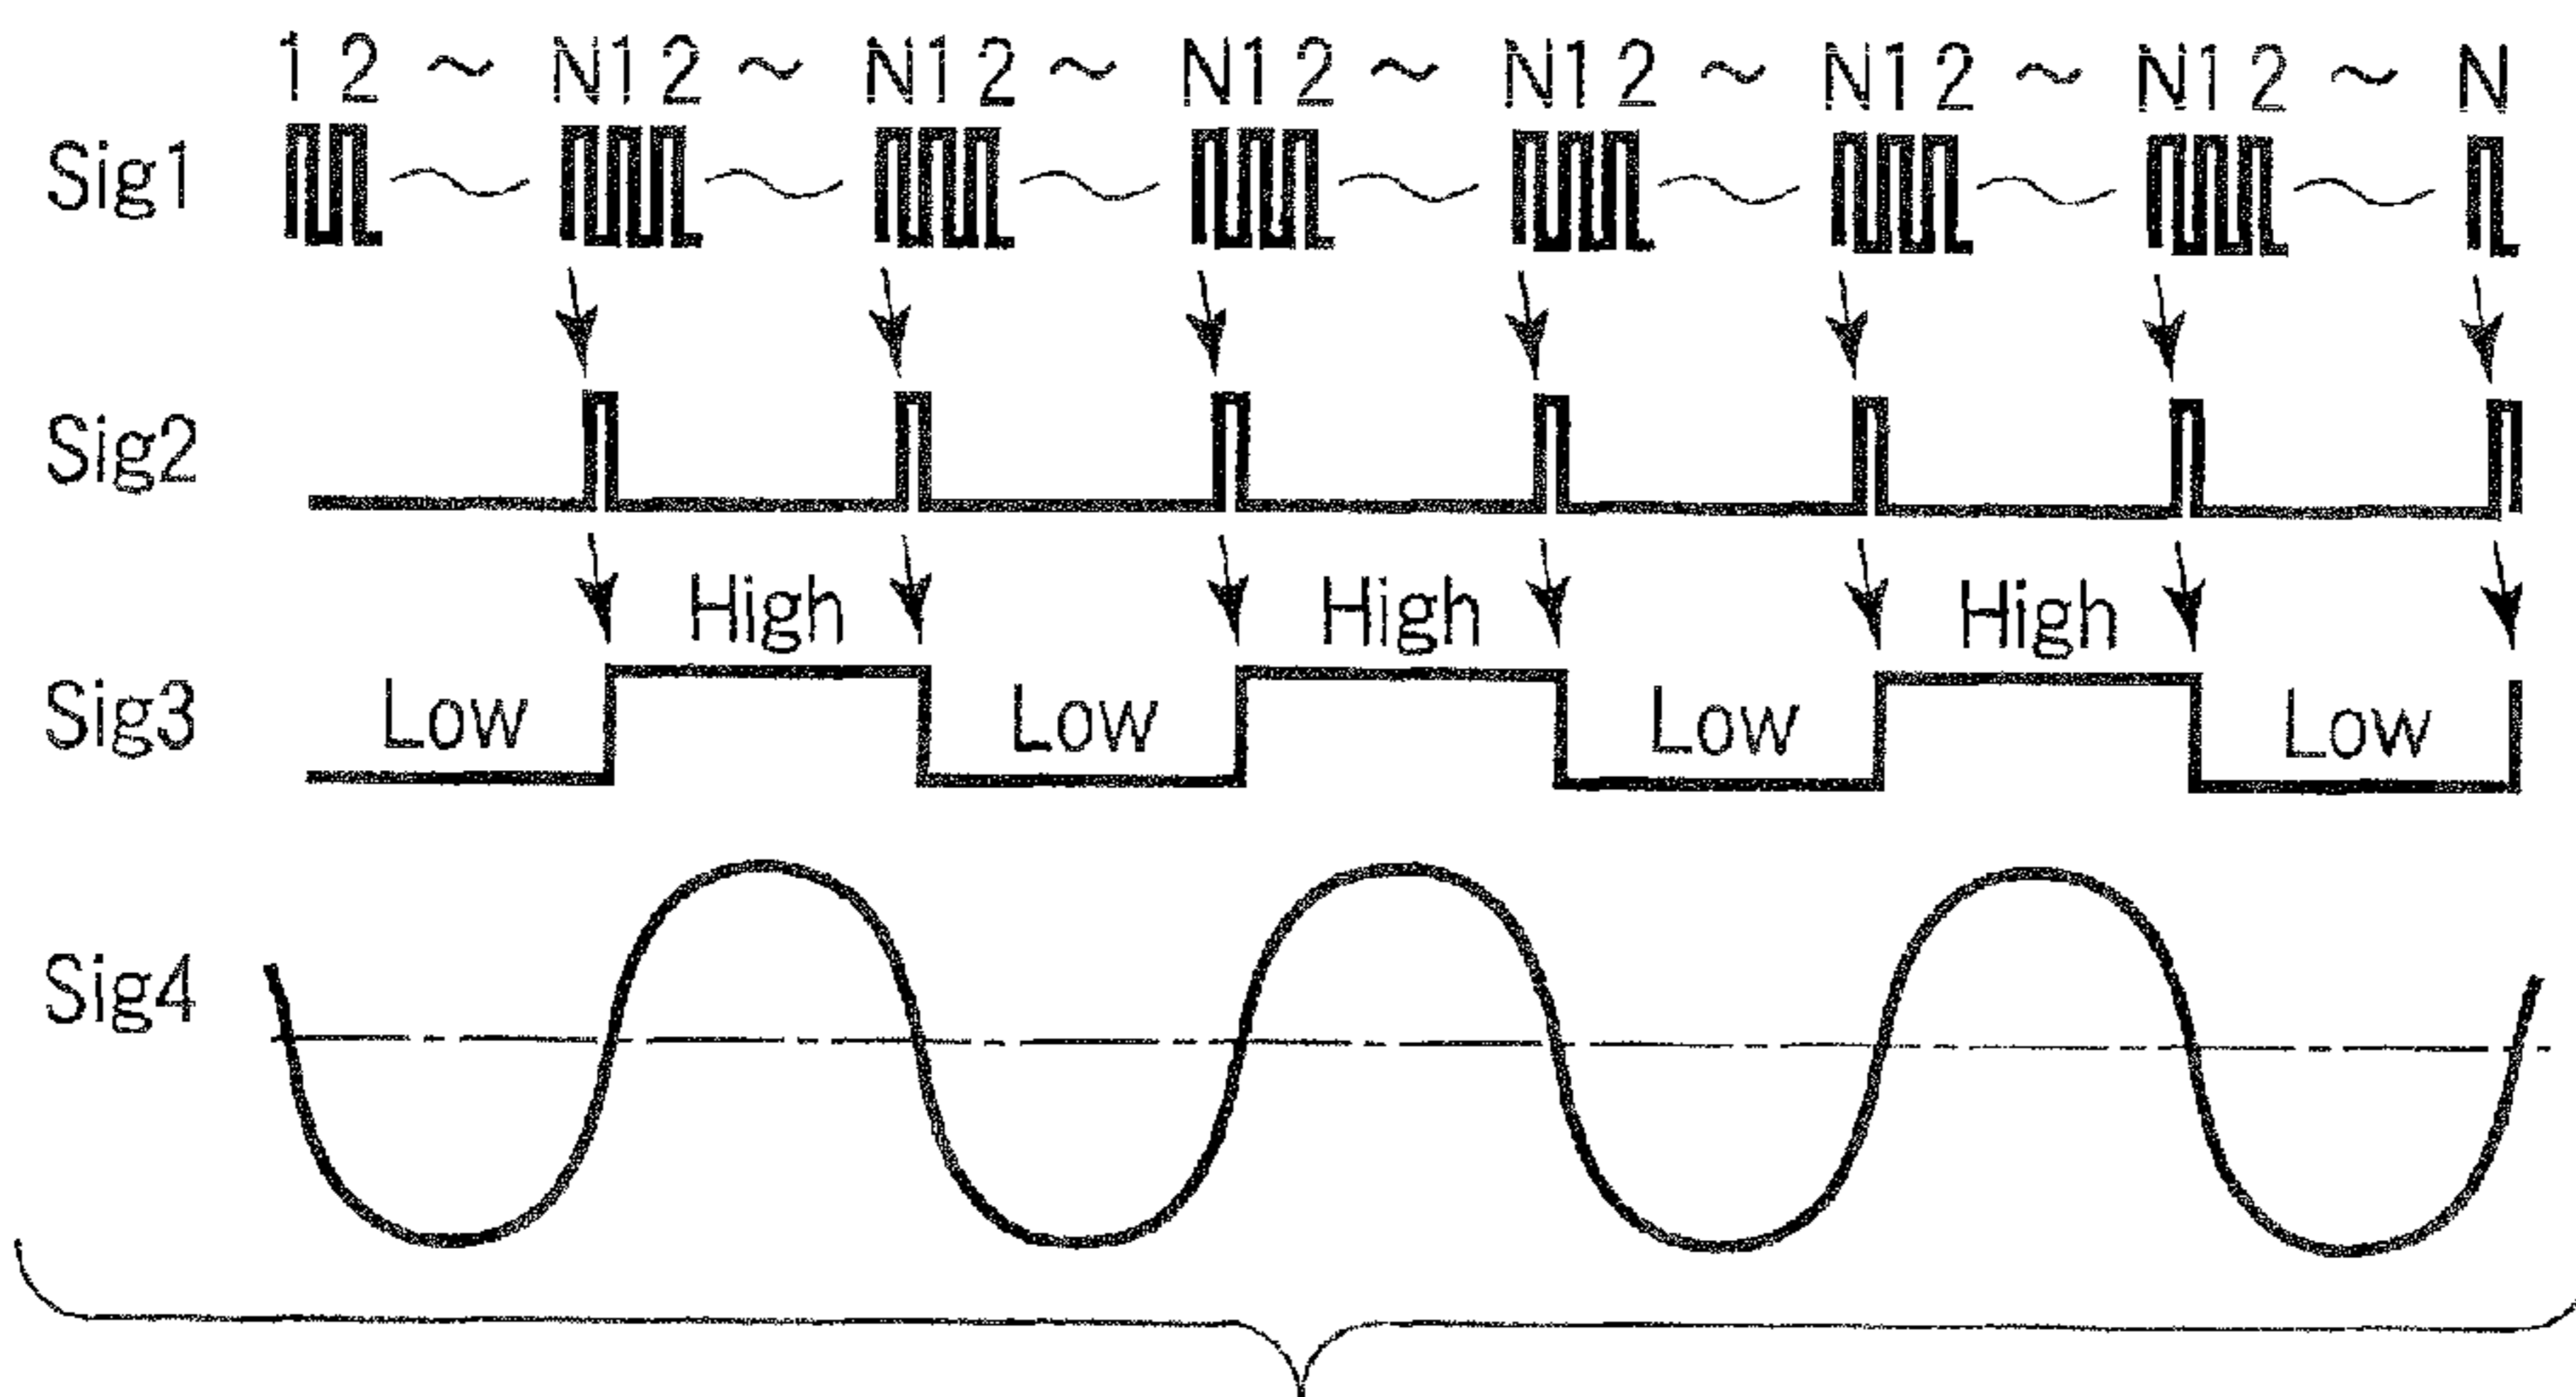 1 2 ~ N 1 2 ~ N 1 2 ~ N 1 2 ~ N 1 2 ~ N 1 2 ~ N 1 2 ~ N
Sig1
Sig2
High High High
Sig3 Low Low Low Low
Sig4